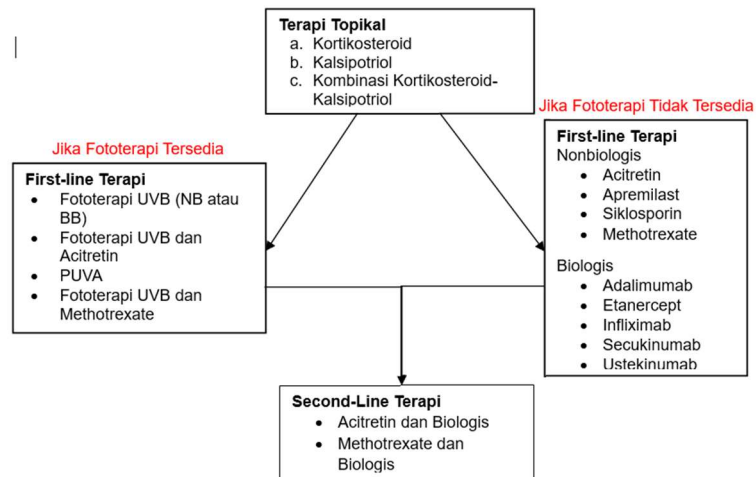 Terapi Topikal
a. Kortikosteroid
b. Kalsipotriol
c. Kombinasi Kortikosteroid-
Kalsipotriol
Jika Fototerapi Tersedia
First-line Terapi
• Fototerapi UVB (NB atau
BB)
• Fototerapi UVB dan
Acitretin
• PUVA
• Fototerapi UVB dan
Methotrexate
Jika Fototerapi Tidak Tersedia
First-line Terapi
Nonbiologis
• Acitretin
• Apremilast
• Siklosporin
• Methotrexate
Biologis
• Adalimumab
• Etanercept
• Infliximab
• Secukinumab
• Ustekinumab
Second-Line Terapi
• Acitretin dan Biologis
• Methotrexate dan
Biologis